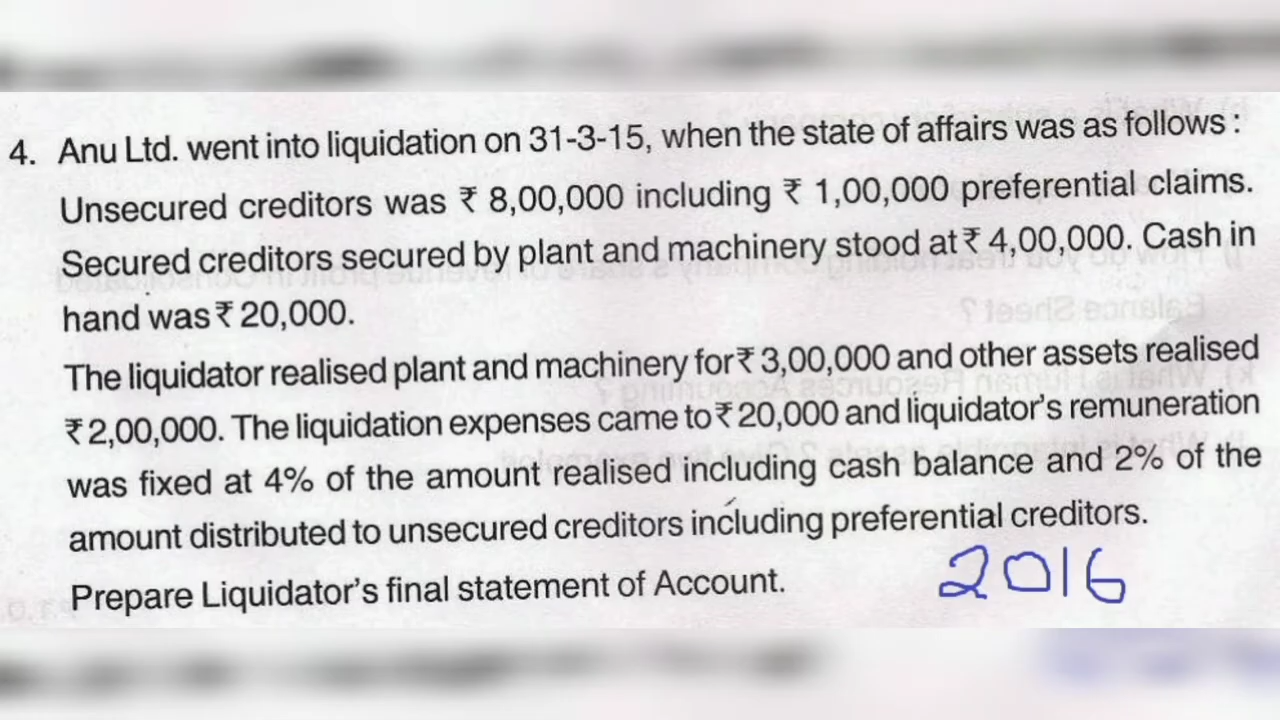 4. Anu Ltd. went into liquidation on 31-3-15, when the state of affairs was as follows :
Unsecured creditors was ₹ 8,00,000 including ₹ 1,00,000 preferential claims.
Secured creditors secured by plant and machinery stood at ₹ 4,00,000. Cash in
hand was ₹ 20,000.
The liquidator realised plant and machinery for ₹ 3,00,000 and other assets realised
₹ 2,00,000. The liquidation expenses came to ₹ 20,000 and liquidator's remuneration
was fixed at 4% of the amount realised including cash balance and 2% of the
amount distributed to unsecured creditors including preferential creditors.
Prepare Liquidator's final statement of Account.
2016